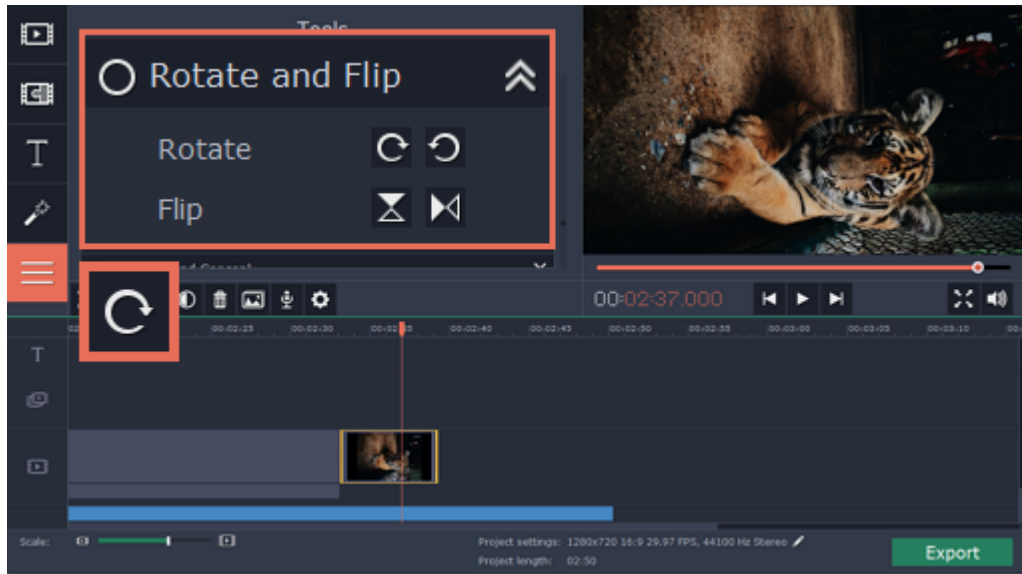 Tools
Rotate and Flip
Rotate
Flip
T
00:02:37.000
00:02:25 00:02:30 00:02:35 00:02:40 00:02:45 00:02:50 00:02:55 00:03:00 00:03:05 00:03:10
T
Scale:
Project settings: 1280x720 16:9 29.97 FPS, 44100 Hz Stereo
Project length: 02:50
Export